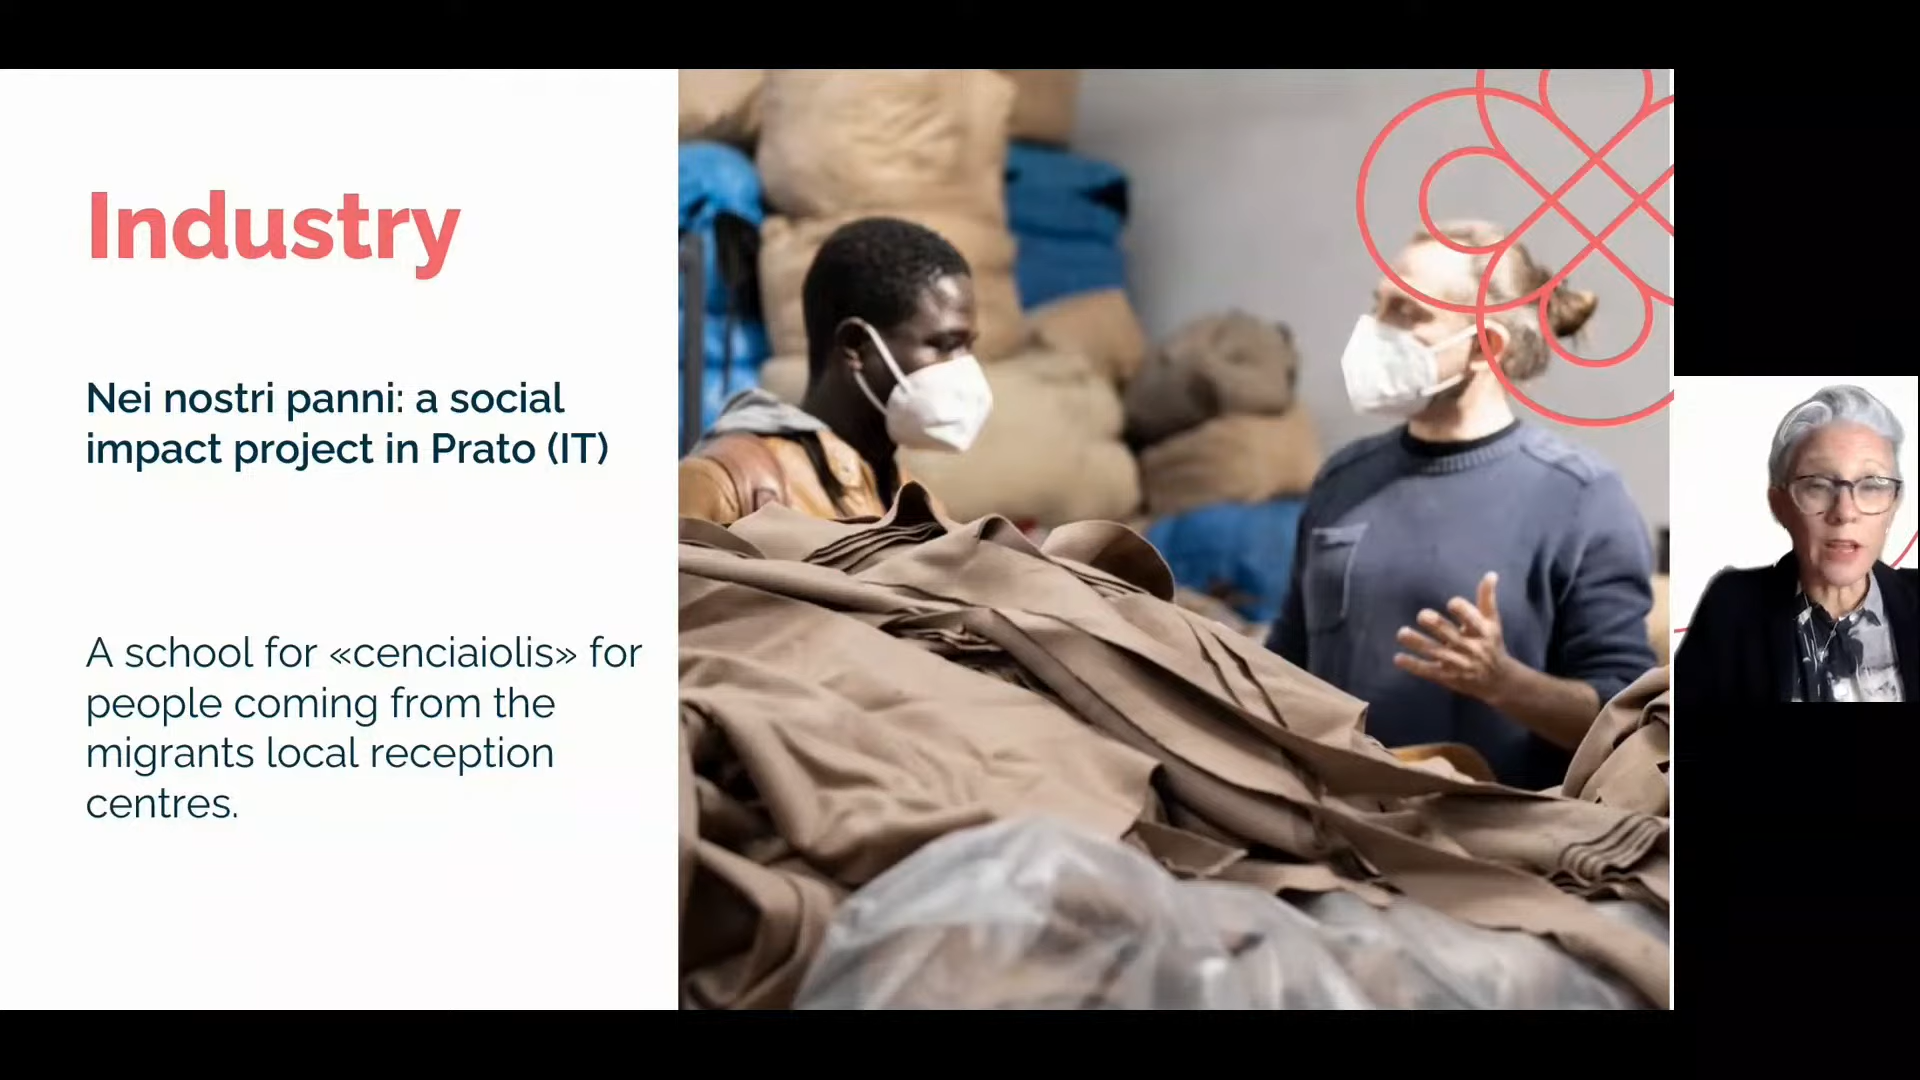 Industry
Nei nostri panni: a social
impact project in Prato (IT)
A school for «cenciaiolis» for
people coming from the
migrants local reception
centres.